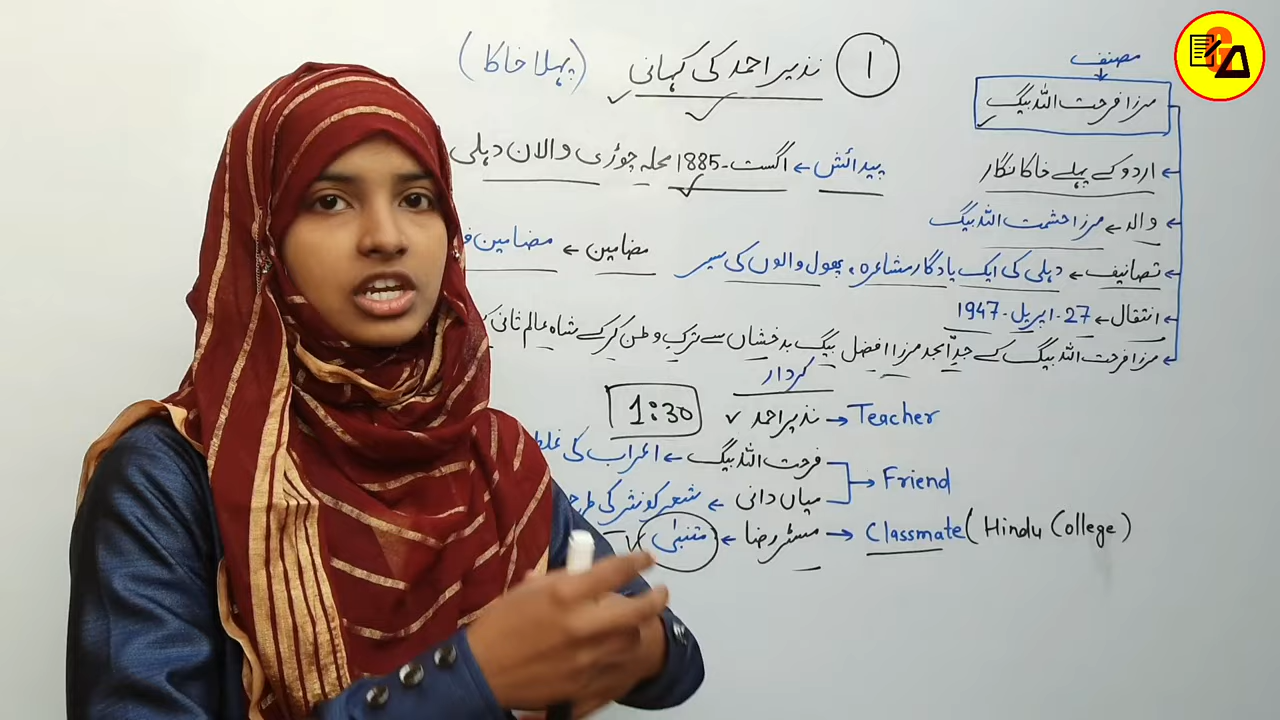 مصنف
مرزا فرحت اللہ بیگ
۱ نذیر احمد کی کہانی (پہلا خاکا)
اردو کے پہلے خاکا نگار
پیدائش ← اگست - 1885 محلہ چوڑی والان دہلی
والد ← مرزا حشمت اللہ بیگ
مضامین ← مضامین
تصانیف ← دہلی کی ایک یادگار مشاعرہ، پھول والوں کی سیر
انتقال ← 27 - اپریل - 1947
مرزا فرحت اللہ بیگ کے جدِّ امجد مرزا افضل بیگ بدخشاں سے ترک وطن کر کے شاہ عالم ثانی
کردار
1:30
نذیر احمد → Teacher
فرحت اللہ بیگ ← اعراب کی
میاں دانی ← شعر کو نثر کی
Friend
مسٹر رضا ← متنبّی
→ Classmate (Hindu College)